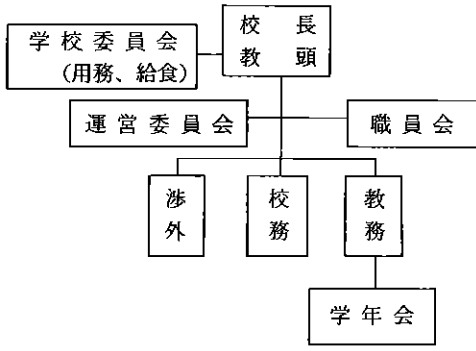 学校委員会
(用務、給食)
校長
教頭
運営委員会
職員会
渉外
校務
教務
学年会